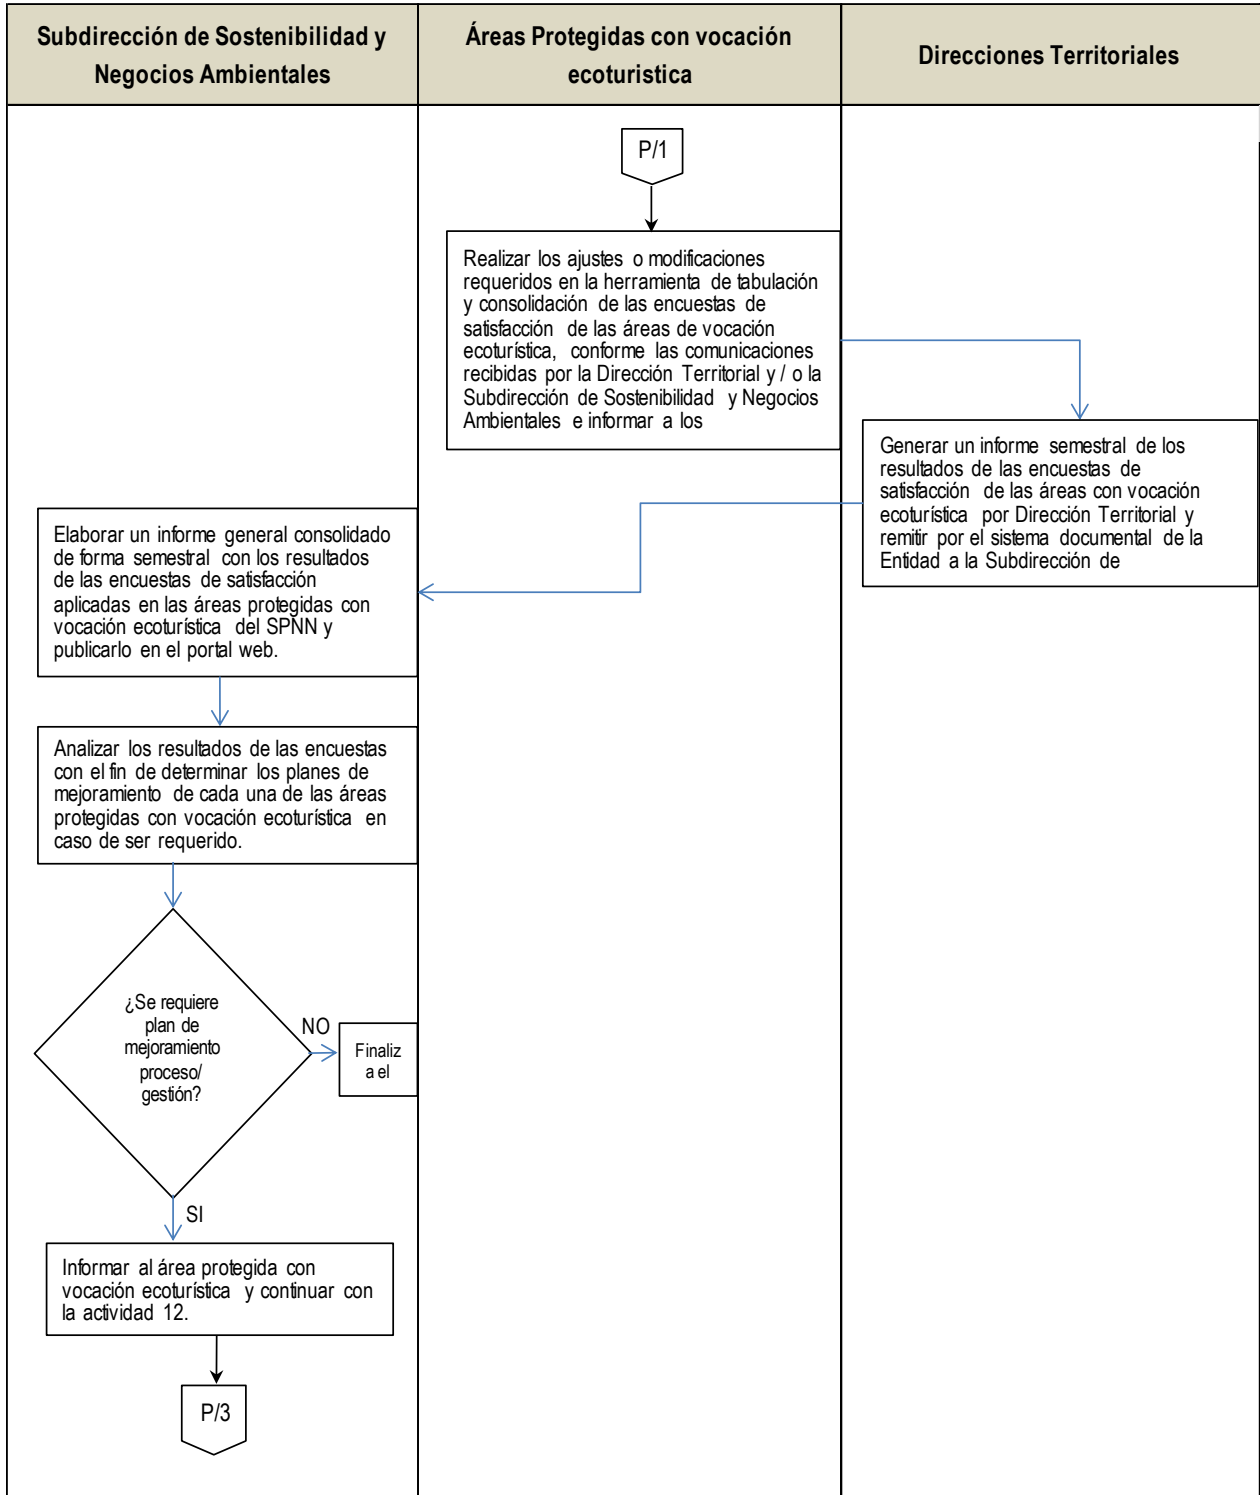 Subdirección de Sostenibilidad y
Negocios Ambientales
Áreas Protegidas con vocación
ecoturistica
Direcciones Territoriales
P/1
Realizar los ajustes o modificaciones
requeridos en la herramienta de tabulación
y consolidación de las encuestas de
satisfacción de las áreas de vocación
ecoturística, conforme las comunicaciones
recibidas por la Dirección Territorial y / o la
Subdirección de Sostenibilidad y Negocios
Ambientales e informar a los
Generar un informe semestral de los
resultados de las encuestas de
satisfacción de las áreas con vocación
ecoturística por Dirección Territorial y
remitir por el sistema documental de la
Entidad a la Subdirección de
Elaborar un informe general consolidado
de forma semestral con los resultados
de las encuestas de satisfacción
aplicadas en las áreas protegidas con
vocación ecoturística del SPNN y
publicarlo en el portal web.
Analizar los resultados de las encuestas
con el fin de determinar los planes de
mejoramiento de cada una de las áreas
protegidas con vocación ecoturística en
caso de ser requerido.
¿Se requiere
plan de
mejoramiento
proceso/
gestión?
NO
Finaliz
a el
SI
Informar al área protegida con
vocación ecoturística y continuar con
la actividad 12.
P/3